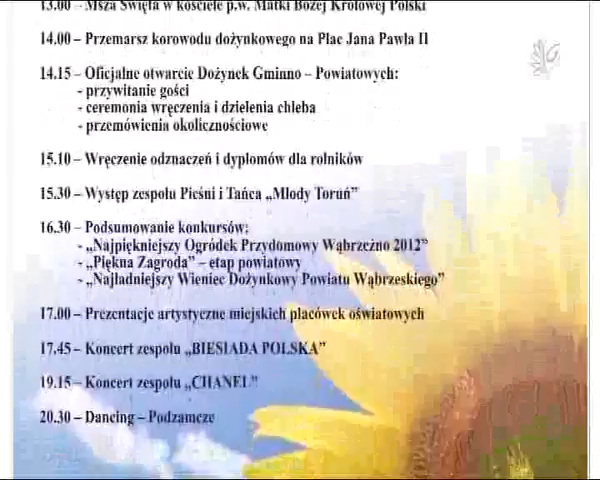 13.00 – Msza Święta w kościele p.w. Matki Bożej Królowej Polski
14.00 – Przemarsz korowodu dożynkowego na Plac Jana Pawła II
14.15 – Oficjalne otwarcie Dożynek Gminno – Powiatowych:
- przywitanie gości
- ceremonia wręczenia i dzielenia chleba
- przemówienia okolicznościowe
15.10 – Wręczenie odznaczeń i dyplomów dla rolników
15.30 – Występ zespołu Pieśni i Tańca „Młody Toruń”
16.30 – Podsumowanie konkursów:
- „Najpiękniejszy Ogródek Przydomowy Wąbrzeźno 2012”
- „Piękna Zagroda” – etap powiatowy
- „Najładniejszy Wieniec Dożynkowy Powiatu Wąbrzeskiego”
17.00 – Prezentacje artystyczne miejskich placówek oświatowych
17.45 – Koncert zespołu „BIESIADA POLSKA”
19.15 – Koncert zespołu „CHANEL”
20.30 – Dancing – Podzamcze